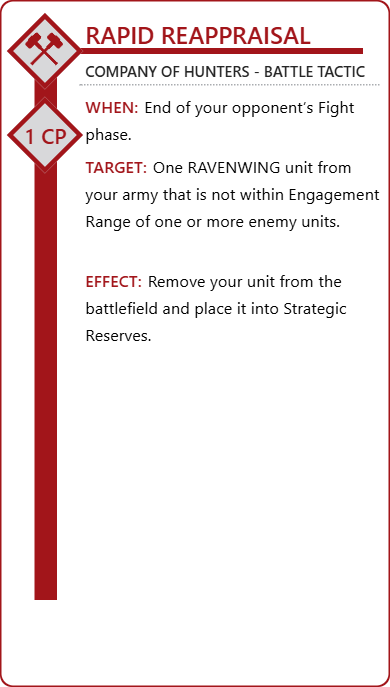 RAPID REAPPRAISAL
COMPANY OF HUNTERS - BATTLE TACTIC
WHEN: End of your opponent's Fight
phase.
1 CP
TARGET: One RAVENWING unit from
your army that is not within Engagement
Range of one or more enemy units.
EFFECT: Remove your unit from the
battlefield and place it into Strategic
Reserves.